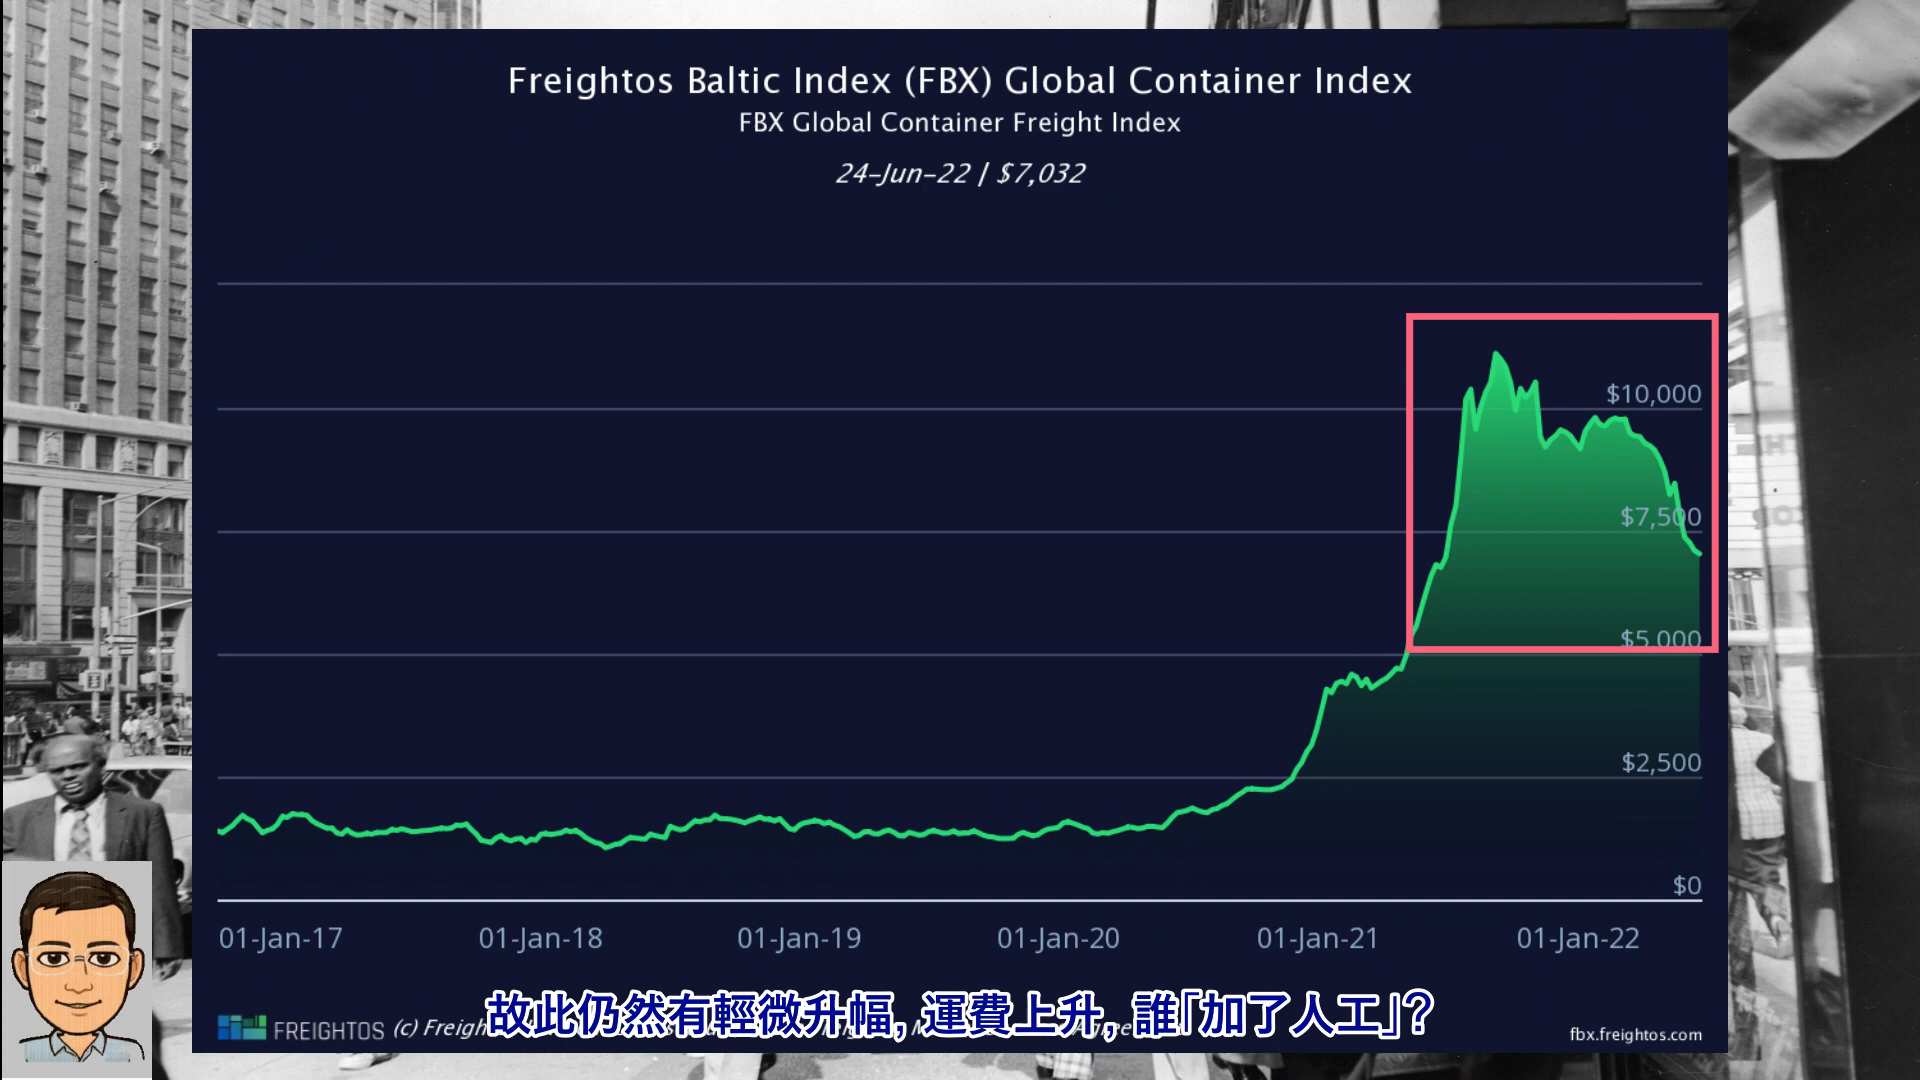 Freightos Baltic Index (FBX) Global Container Index
FBX Global Container Freight Index
24-Jun-22 | $7,032
$10,000
$7,500
$5,000
$2,500
$0
01-Jan-17
01-Jan-18
01-Jan-19
01-Jan-20
01-Jan-21
01-Jan-22
故此仍然有輕微升幅, 運費上升, 誰「加了人工」?
FREIGHTOS (c)
fbx.freightos.com